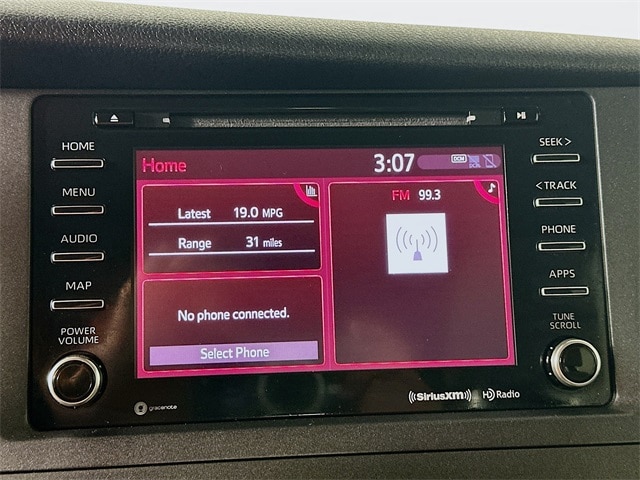 HOME
MENU
AUDIO
MAP
POWER
VOLUME
Home
3:07
DCM
Latest 19.0 MPG
Range 31 miles
No phone connected.
Select Phone
FM 99.3
SEEK >
< TRACK
PHONE
APPS
TUNE
SCROLL
gracenote
SiriusXM
HD Radio